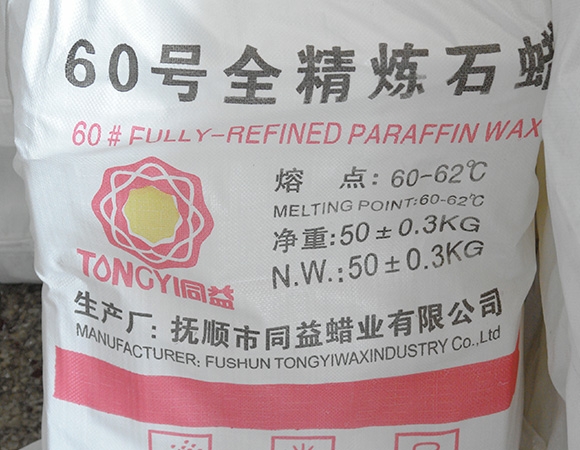 60号全精炼石蜡
60# FULLY-REFINED PARAFFIN WAX
熔 点: 60-62℃
MELTING POINT:60-62℃
净重:50±0.3KG
N.W.:50±0.3KG
TONGYI同益
生产厂: 抚顺市同益蜡业有限公司
MANUFACTURER: FUSHUN TONGYIWAXINDUSTRY Co.,Ltd